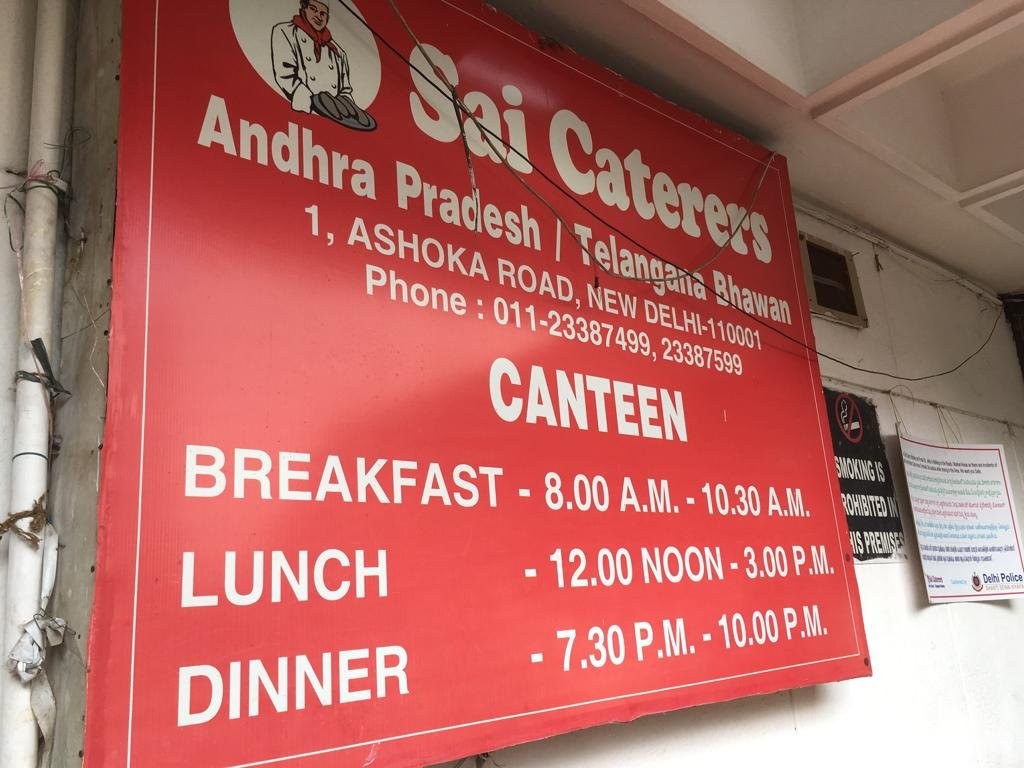 Sai Caterers
Andhra Pradesh / Telangana Bhawan
1, ASHOKA ROAD, NEW DELHI-110001
Phone : 011-23387499, 23387599
CANTEEN
BREAKFAST - 8.00 A.M. - 10.30 A.M.
LUNCH - 12.00 NOON - 3.00 P.M.
DINNER - 7.30 P.M. - 10.00 P.M.
SMOKING IS
PROHIBITED IN
THIS PREMISES
Delhi Police